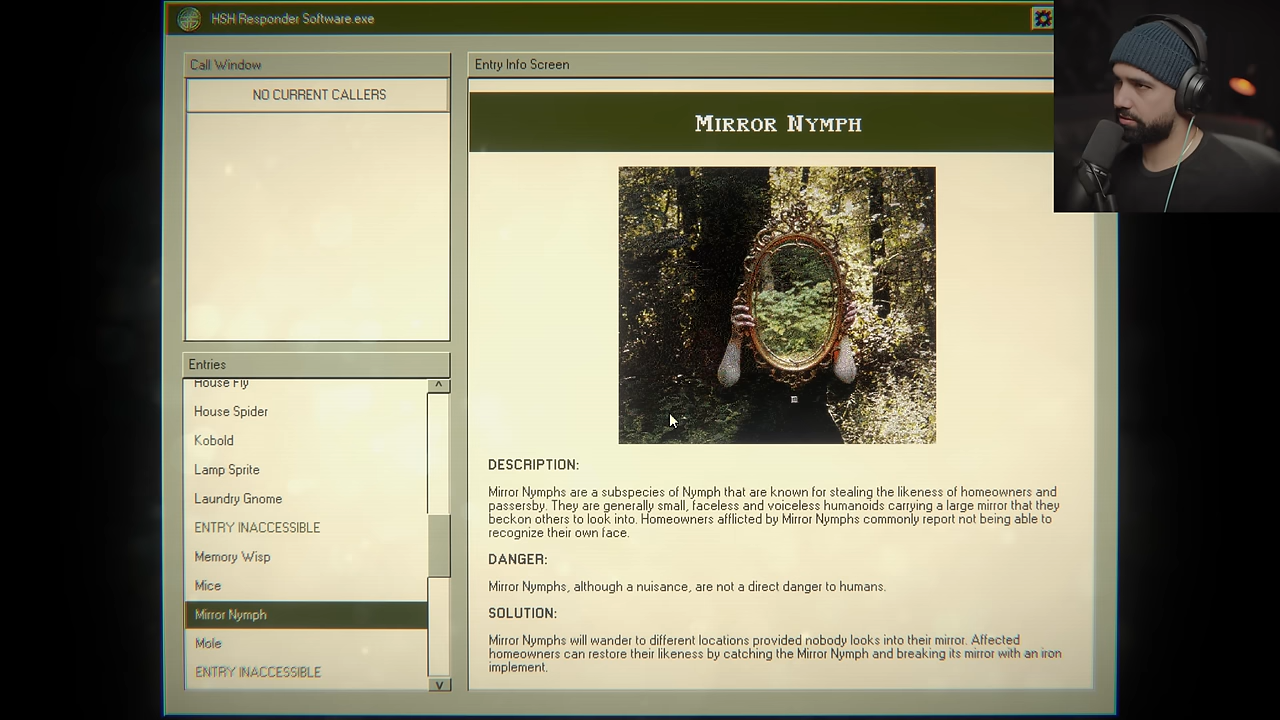 HSH Responder Software.exe
Call Window
NO CURRENT CALLERS
Entries
House Fly
House Spider
Kobold
Lamp Sprite
Laundry Gnome
ENTRY INACCESSIBLE
Memory Wisp
Mice
Mirror Nymph
Mole
ENTRY INACCESSIBLE
Entry Info Screen
MIRROR NYMPH
DESCRIPTION:
Mirror Nymphs are a subspecies of Nymph that are known for stealing the likeness of homeowners and
passersby. They are generally small, faceless and voiceless humanoids carrying a large mirror that they
beckon others to look into. Homeowners afflicted by Mirror Nymphs commonly report not being able to
recognize their own face.
DANGER:
Mirror Nymphs, although a nuisance, are not a direct danger to humans.
SOLUTION:
Mirror Nymphs will wander to different locations provided nobody looks into their mirror. Affected
homeowners can restore their likeness by catching the Mirror Nymph and breaking its mirror with an iron
implement.